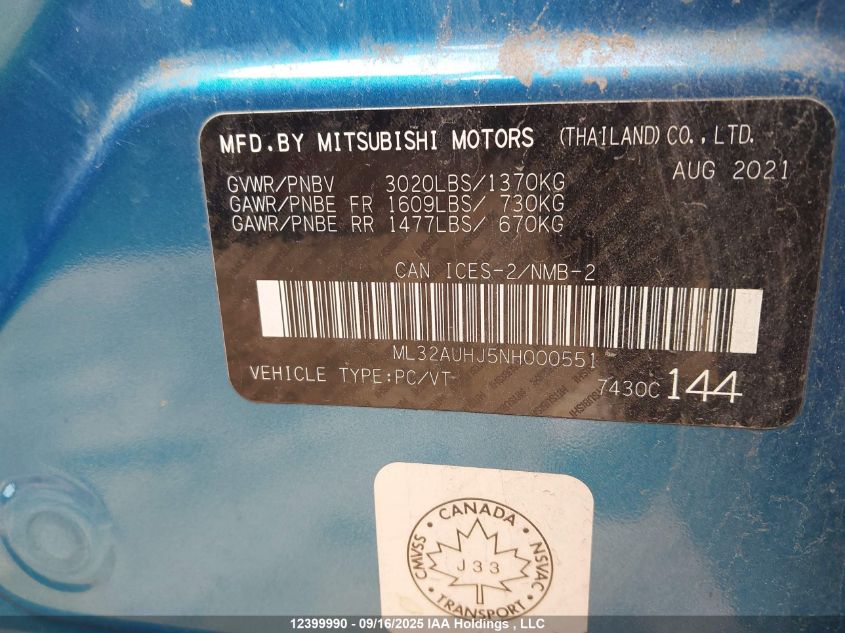 MFD.BY MITSUBISHI MOTORS (THAILAND) CO., LTD.
AUG 2021
GVWR/PNBV 3020LBS/1370KG
GAWR/PNBE FR 1609LBS/ 730KG
GAWR/PNBE RR 1477LBS/ 670KG
CAN ICES-2/NMB-2
ML32AUHJ5NH000551
VEHICLE TYPE:PC/VT
7430C 144
CANADA
CMVSS
J33
NSVAC
TRANSPORT
12399990 - 09/16/2025 IAA Holdings , LLC